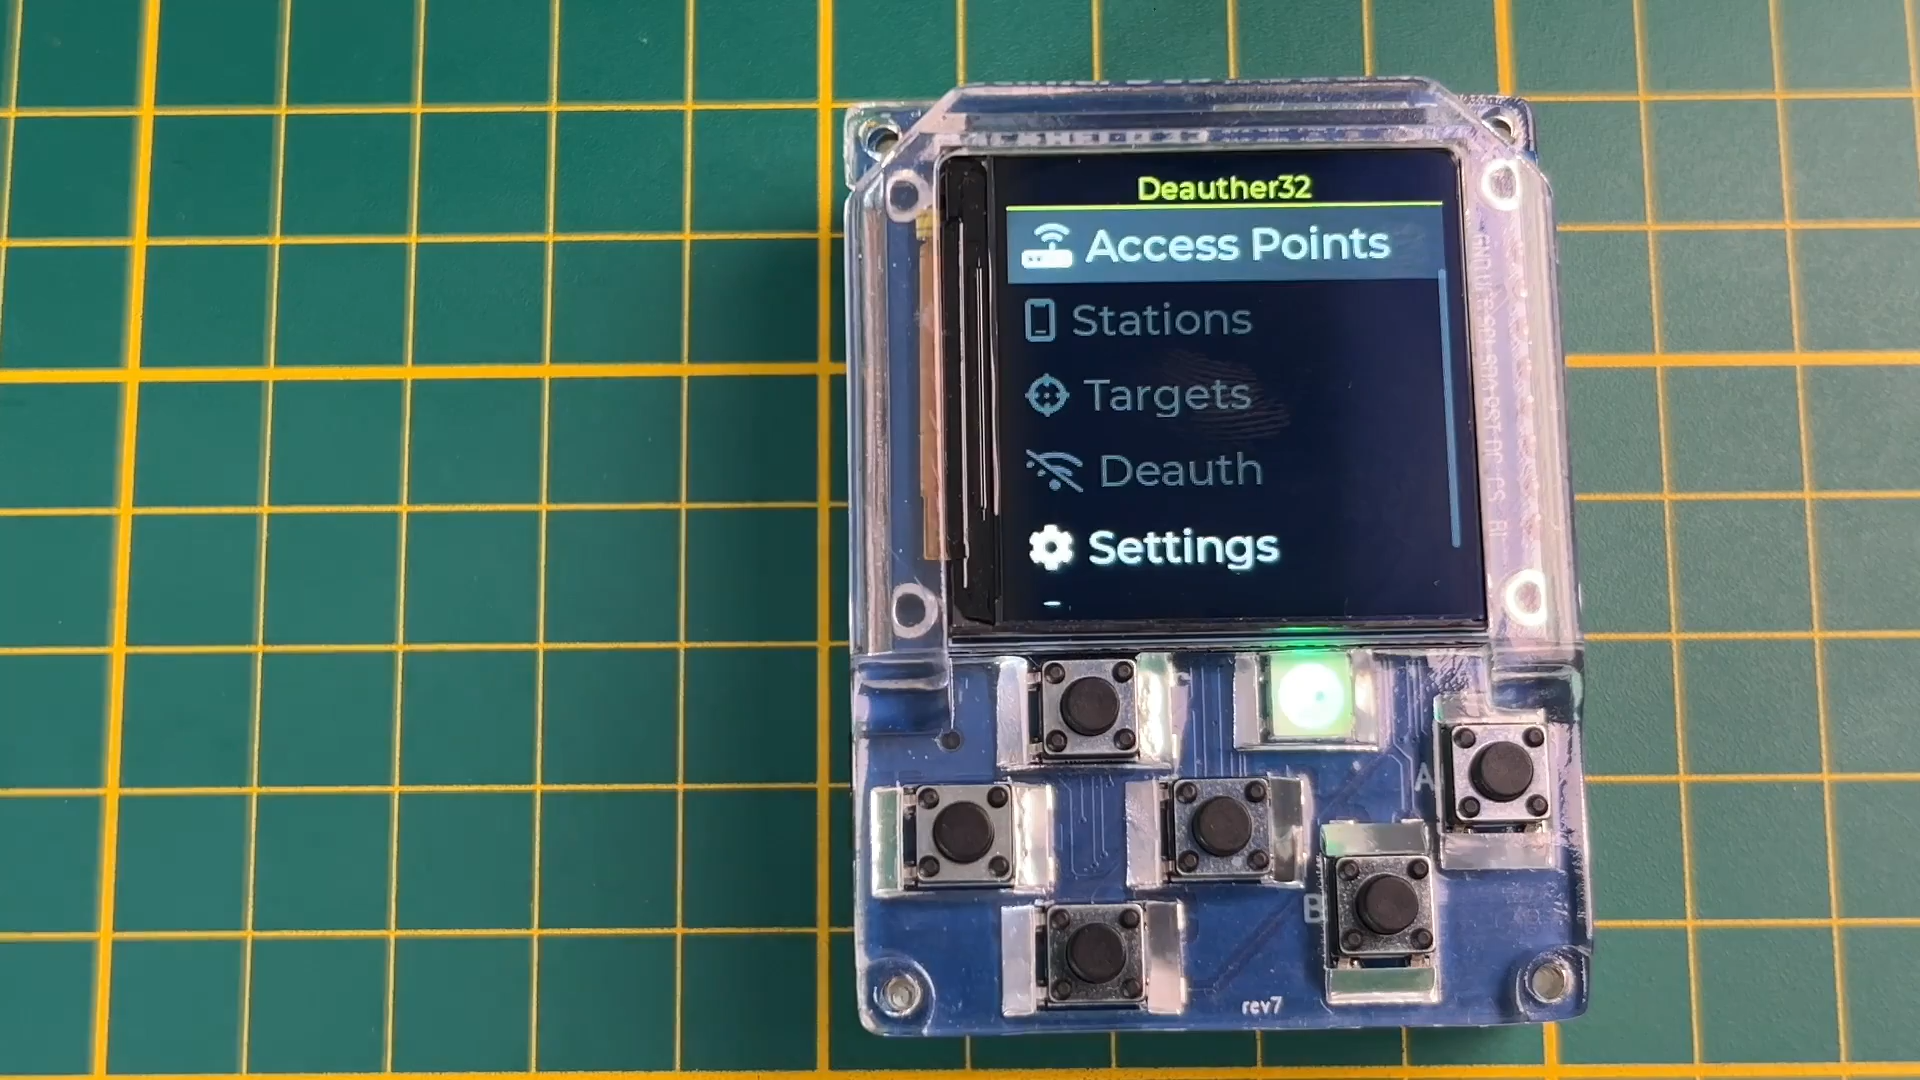 Deauther32
Access Points
Stations
Targets
Deauth
Settings
A
B
rev7